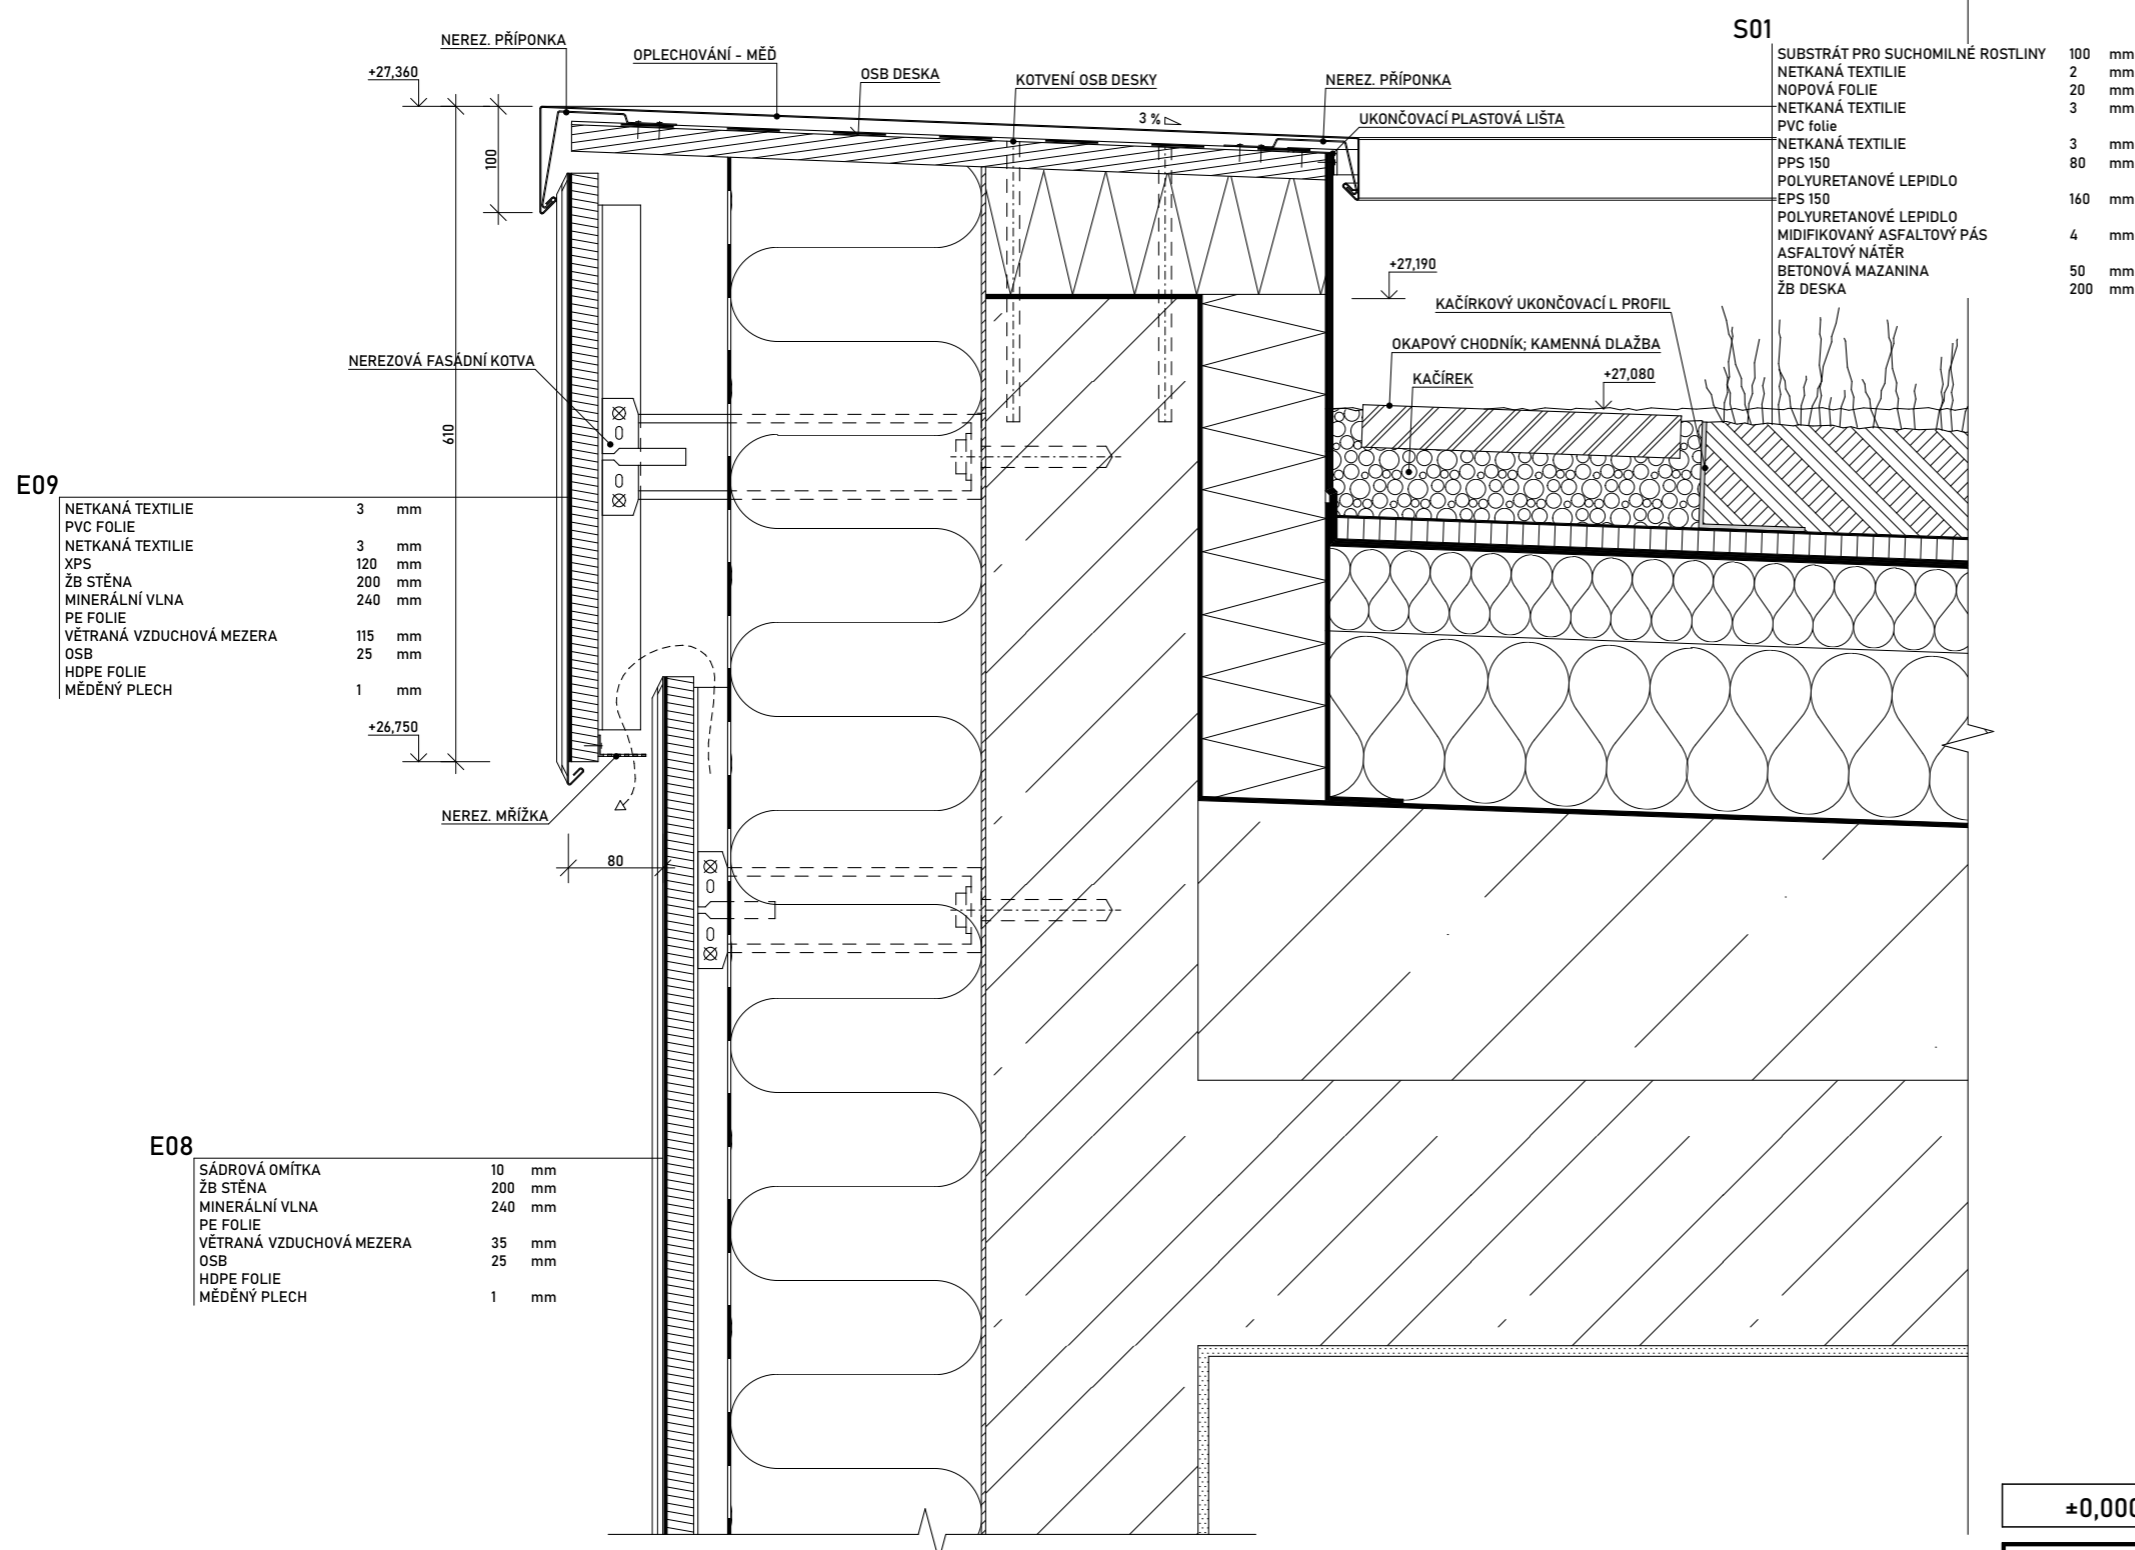 NEREZ. PŘÍPONKA
OPLECHOVÁNÍ - MĚĎ
+27,360
OSB DESKA
KOTVENÍ OSB DESKY
NEREZ. PŘÍPONKA
3 %
UKONČOVACÍ PLASTOVÁ LIŠTA
100
S01
SUBSTRÁT PRO SUCHOMILNÉ ROSTLINY 100 mm
NETKANÁ TEXTILIE 2 mm
NOPOVÁ FOLIE 20 mm
NETKANÁ TEXTILIE 3 mm
PVC folie
NETKANÁ TEXTILIE 3 mm
PPS 150 80 mm
POLYURETANOVÉ LEPIDLO
EPS 150 160 mm
POLYURETANOVÉ LEPIDLO
MIDIFIKOVANÝ ASFALTOVÝ PÁS 4 mm
ASFALTOVÝ NÁTĚR
BETONOVÁ MAZANINA 50 mm
ŽB DESKA 200 mm
+27,190
KAČÍRKOVÝ UKONČOVACÍ L PROFIL
OKAPOVÝ CHODNÍK; KAMENNÁ DLAŽBA
KAČÍREK
+27,080
NEREZOVÁ FASÁDNÍ KOTVA
610
E09
NETKANÁ TEXTILIE 3 mm
PVC FOLIE
NETKANÁ TEXTILIE 3 mm
XPS 120 mm
ŽB STĚNA 200 mm
MINERÁLNÍ VLNA 240 mm
PE FOLIE
VĚTRANÁ VZDUCHOVÁ MEZERA 115 mm
OSB 25 mm
HDPE FOLIE
MĚDĚNÝ PLECH 1 mm
+26,750
NEREZ. MŘÍŽKA
80
E08
SÁDROVÁ OMÍTKA 10 mm
ŽB STĚNA 200 mm
MINERÁLNÍ VLNA 240 mm
PE FOLIE
VĚTRANÁ VZDUCHOVÁ MEZERA 35 mm
OSB 25 mm
HDPE FOLIE
MĚDĚNÝ PLECH 1 mm
±0,000